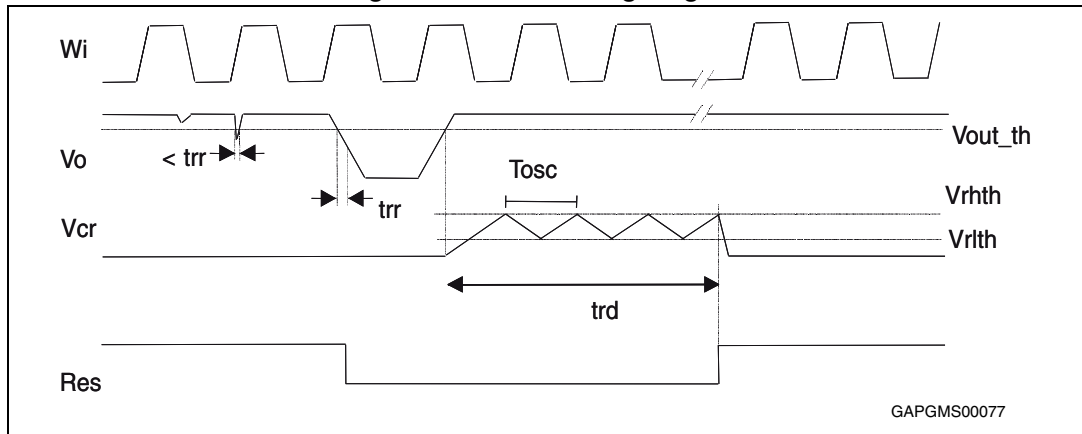 Wi
Vout_th
Vo
< trr
Tosc
trr
Vrhth
Vcr
Vrlth
trd
Res
GAPGMS00077